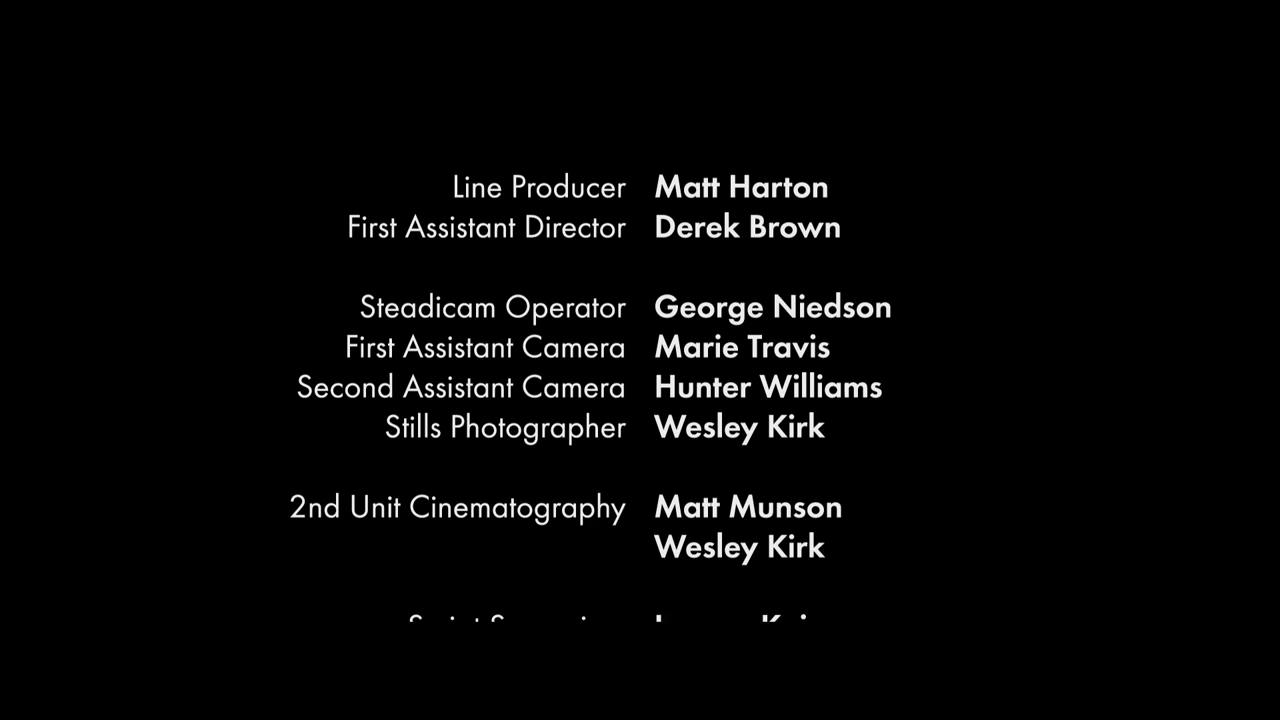 Line Producer Matt Harton
First Assistant Director Derek Brown
Steadicam Operator George Niedson
First Assistant Camera Marie Travis
Second Assistant Camera Hunter Williams
Stills Photographer Wesley Kirk
2nd Unit Cinematography Matt Munson
Wesley Kirk